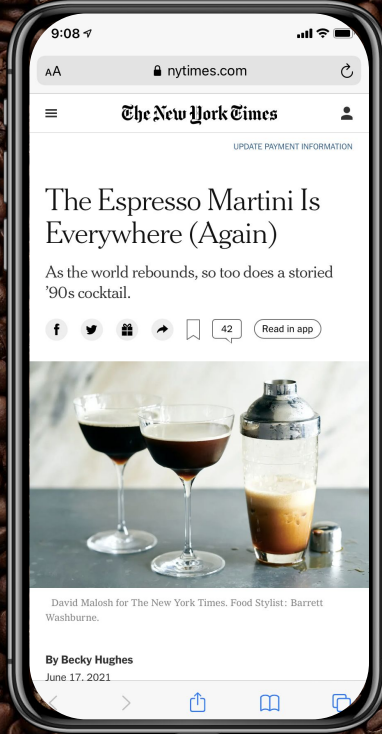 9:08
AA nytimes.com
The New York Times
UPDATE PAYMENT INFORMATION
The Espresso Martini Is
Everywhere (Again)
As the world rebounds, so too does a storied
’90s cocktail.
42 Read in app
David Malosh for The New York Times. Food Stylist: Barrett
Washburne.
By Becky Hughes
June 17, 2021